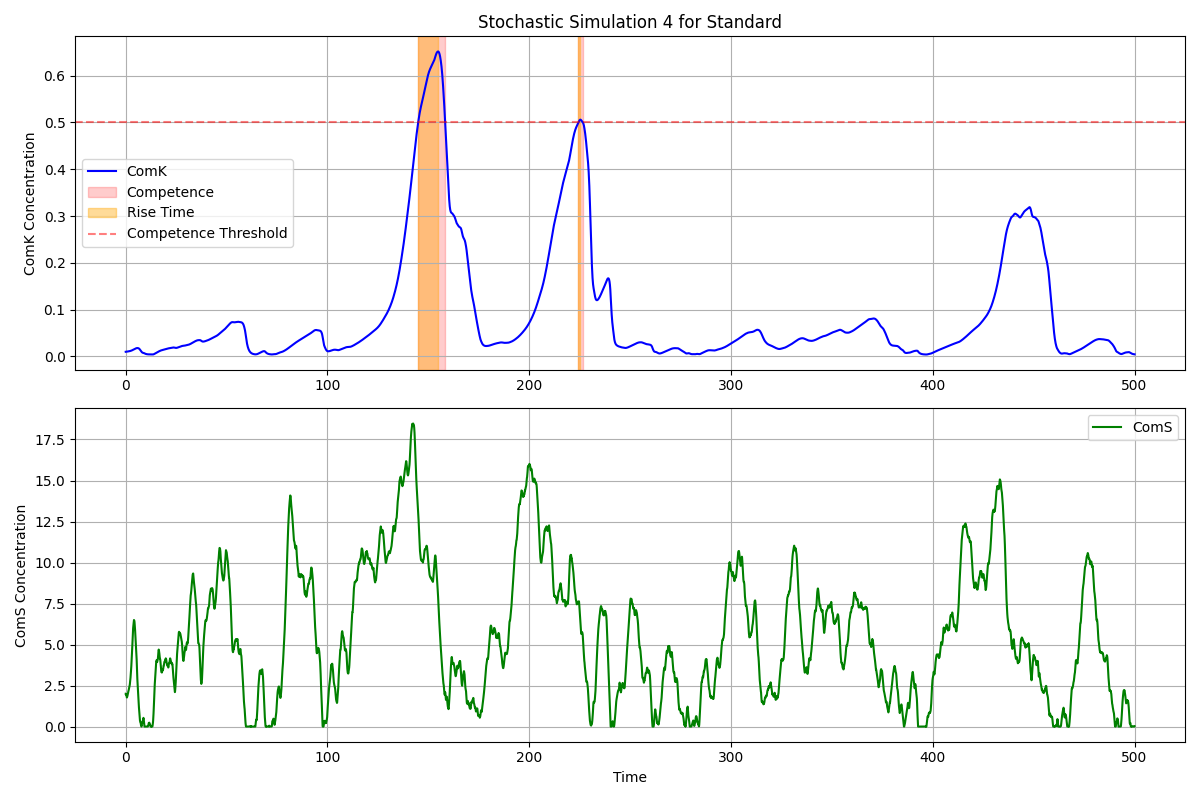 Stochastic Simulation 4 for Standard
ComK Concentration
0.6
0.5
0.4
0.3
0.2
0.1
0.0
ComK
Competence
Rise Time
Competence Threshold
0 100 200 300 400 500
ComS Concentration
17.5
15.0
12.5
10.0
7.5
5.0
2.5
0.0
ComS
0 100 200 300 400 500
Time